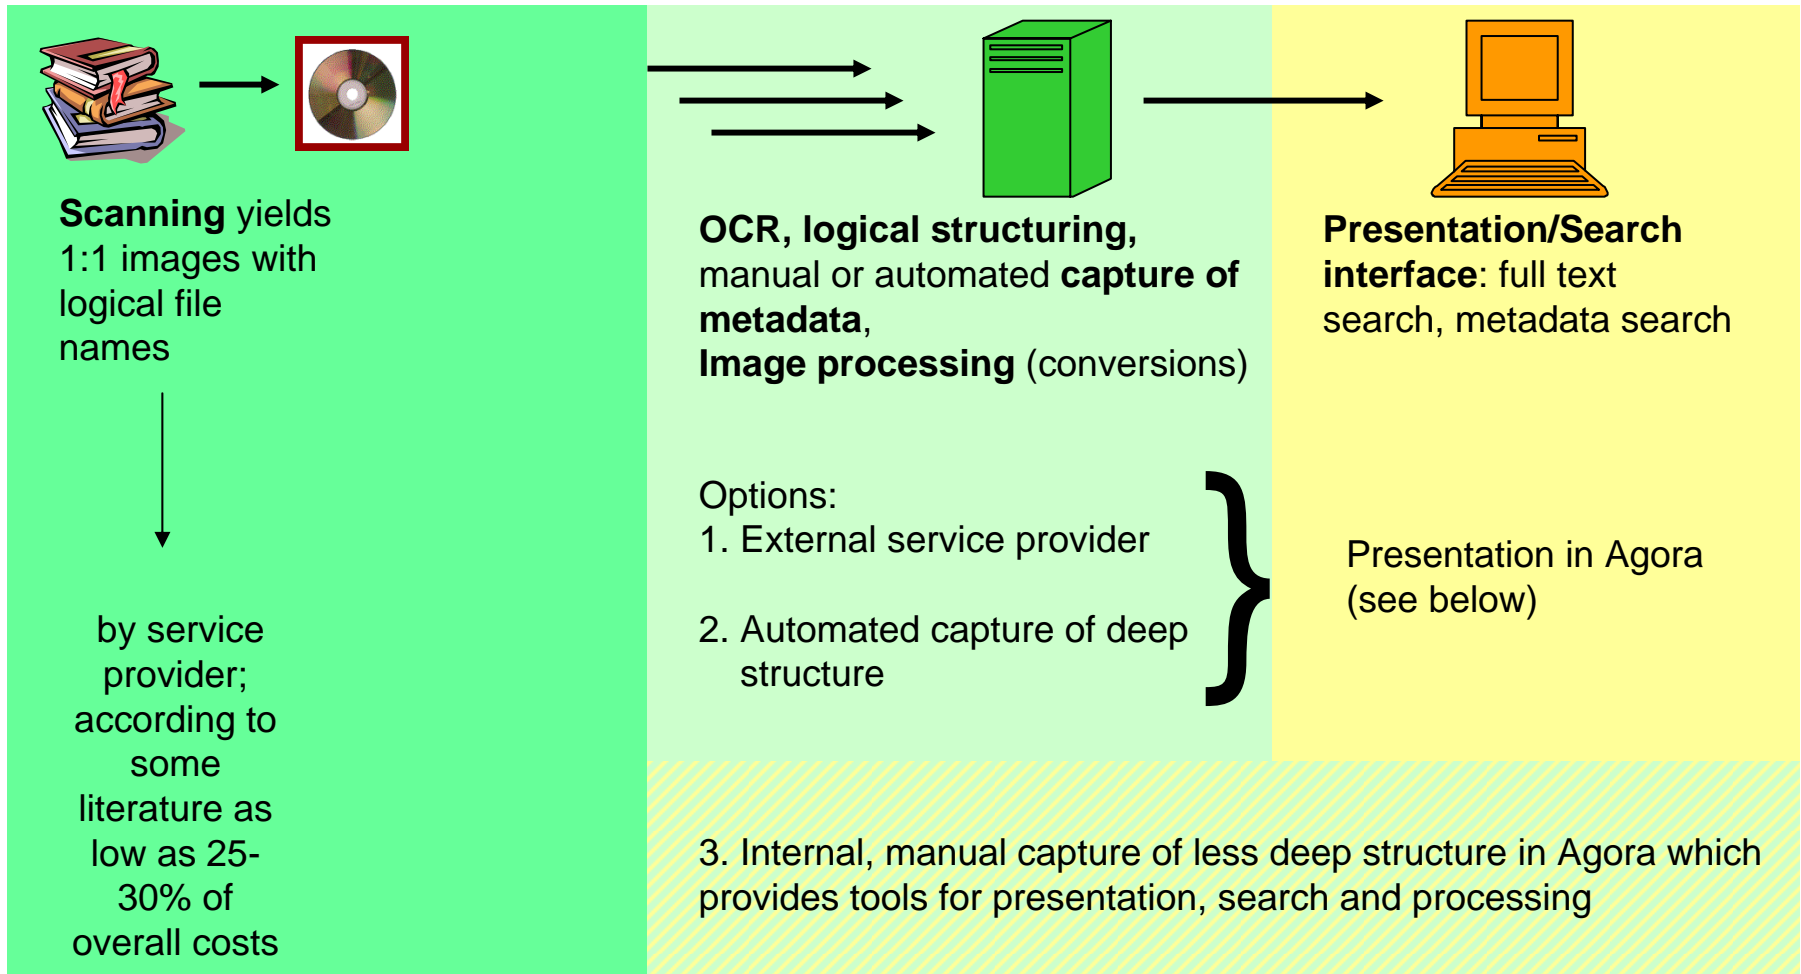 Scanning yields
1:1 images with
logical file
names
by service
provider;
according to
some
literature as
low as 25-
30% of
overall costs
OCR, logical structuring,
manual or automated capture of
metadata,
Image processing (conversions)
Options:
1. External service provider
2. Automated capture of deep
structure
Presentation/Search
interface: full text
search, metadata search
Presentation in Agora
(see below)
3. Internal, manual capture of less deep structure in Agora which
provides tools for presentation, search and processing